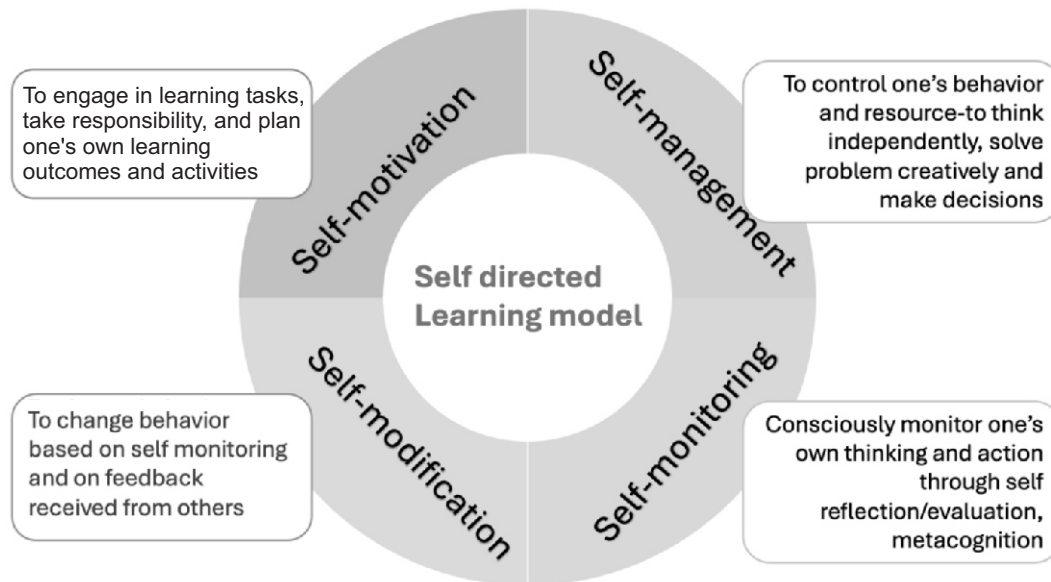 To engage in learning tasks,
take responsibility, and plan
one's own learning
outcomes and activities
Self-motivation
Self-management
To control one's behavior
and resource-to think
independently, solve
problem creatively and
make decisions
Self directed
Learning model
To change behavior
based on self monitoring
and on feedback
received from others
Self-modification
Self-monitoring
Consciously monitor one's
own thinking and action
through self
reflection/evaluation,
metacognition